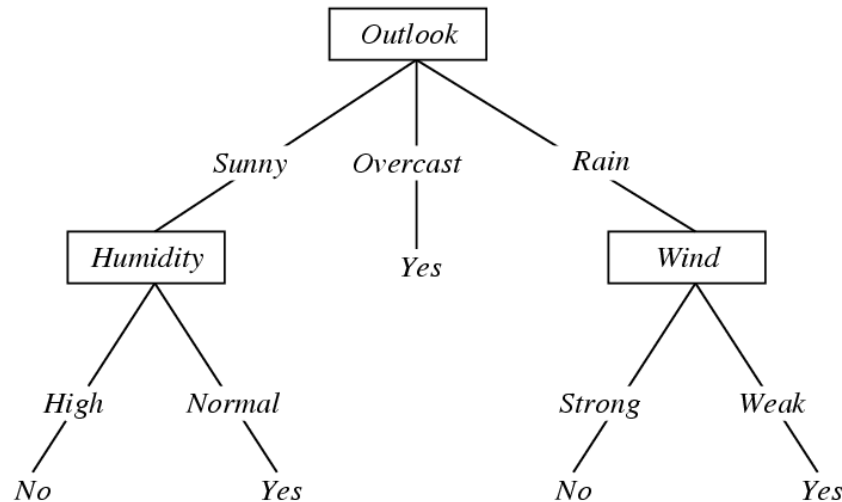 Outlook
Sunny Overcast Rain
Humidity Yes Wind
High Normal Strong Weak
No Yes No Yes